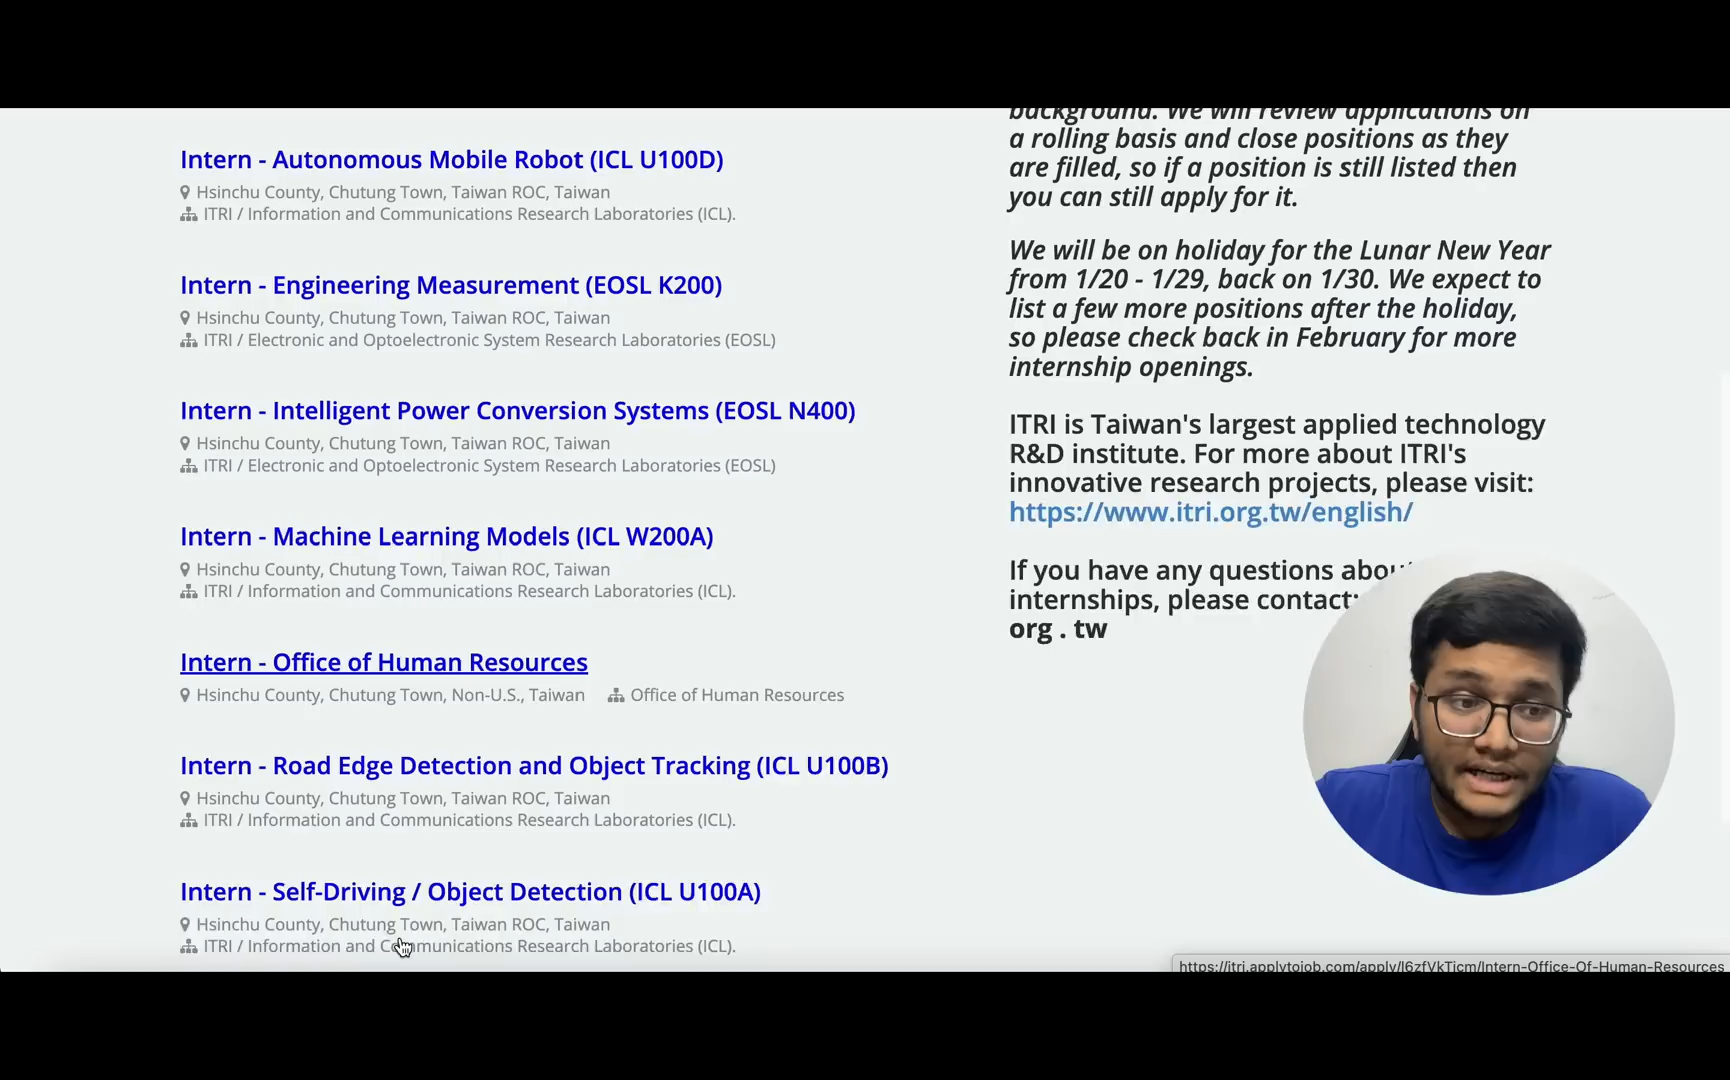 Intern - Autonomous Mobile Robot (ICL U100D)
Hsinchu County, Chutung Town, Taiwan ROC, Taiwan
ITRI / Information and Communications Research Laboratories (ICL).
Intern - Engineering Measurement (EOSL K200)
Hsinchu County, Chutung Town, Taiwan ROC, Taiwan
ITRI / Electronic and Optoelectronic System Research Laboratories (EOSL)
Intern - Intelligent Power Conversion Systems (EOSL N400)
Hsinchu County, Chutung Town, Taiwan ROC, Taiwan
ITRI / Electronic and Optoelectronic System Research Laboratories (EOSL)
Intern - Machine Learning Models (ICL W200A)
Hsinchu County, Chutung Town, Taiwan ROC, Taiwan
ITRI / Information and Communications Research Laboratories (ICL).
Intern - Office of Human Resources
Hsinchu County, Chutung Town, Non-U.S., Taiwan Office of Human Resources
Intern - Road Edge Detection and Object Tracking (ICL U100B)
Hsinchu County, Chutung Town, Taiwan ROC, Taiwan
ITRI / Information and Communications Research Laboratories (ICL).
Intern - Self-Driving / Object Detection (ICL U100A)
Hsinchu County, Chutung Town, Taiwan ROC, Taiwan
ITRI / Information and Communications Research Laboratories (ICL).
background. We will review applications on
a rolling basis and close positions as they
are filled, so if a position is still listed then
you can still apply for it.
We will be on holiday for the Lunar New Year
from 1/20 - 1/29, back on 1/30. We expect to
list a few more positions after the holiday,
so please check back in February for more
internship openings.
ITRI is Taiwan's largest applied technology
R&D institute. For more about ITRI's
innovative research projects, please visit:
https://www.itri.org.tw/english/
If you have any questions about
internships, please contact:
org . tw